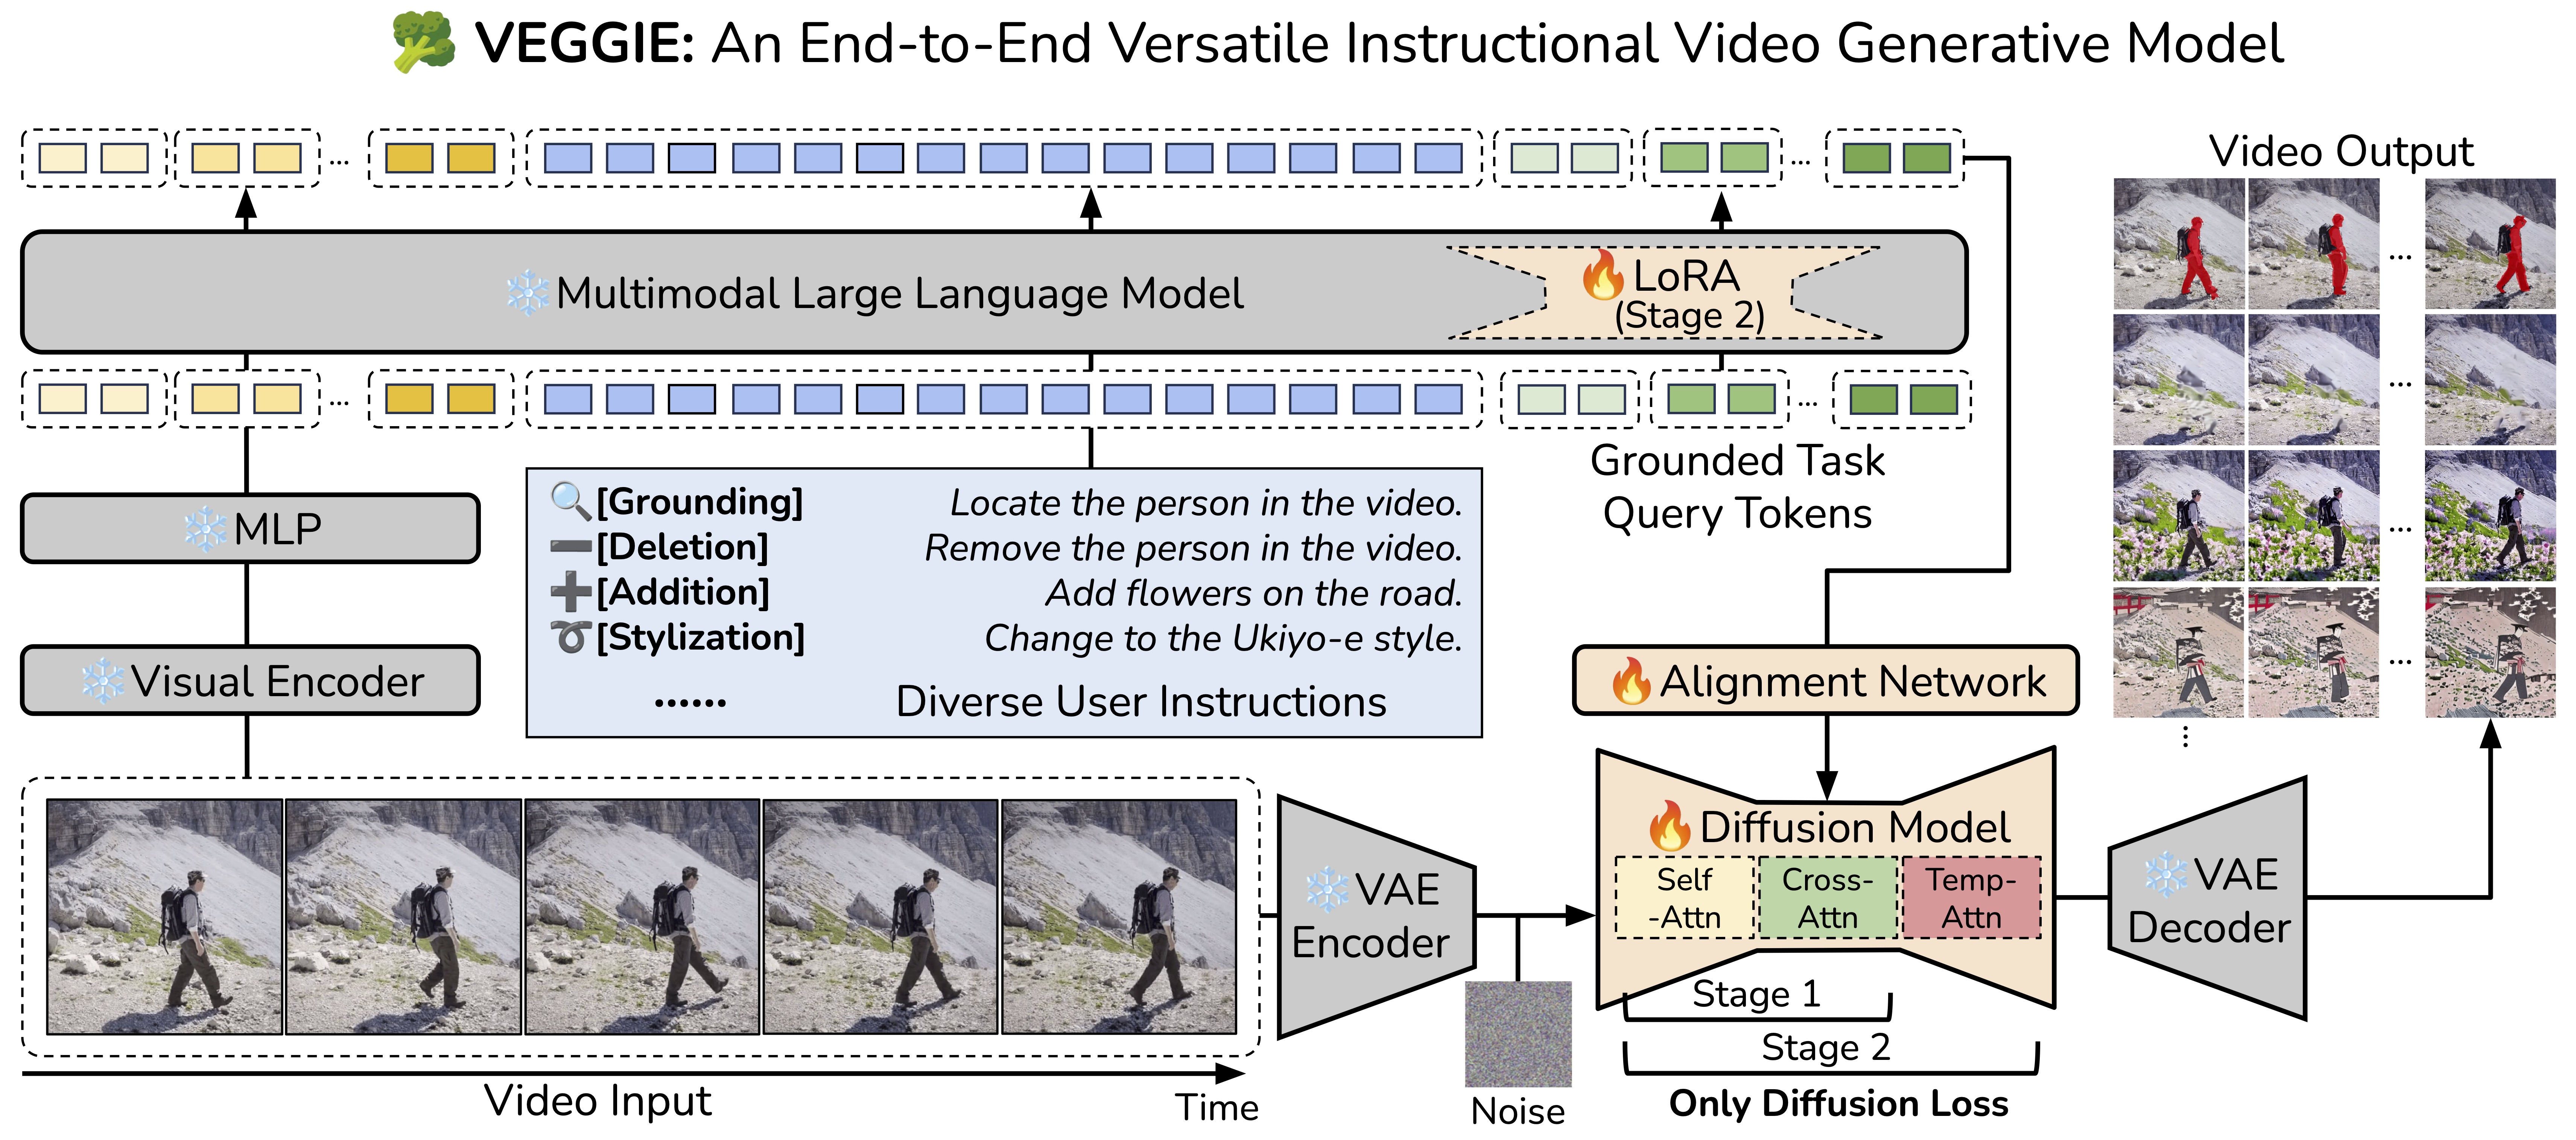 VEGGIE: An End-to-End Versatile Instructional Video Generative Model
Video Output
Multimodal Large Language Model
LoRA
(Stage 2)
Grounded Task
Query Tokens
MLP
Visual Encoder
[Grounding] Locate the person in the video.
[Deletion] Remove the person in the video.
[Addition] Add flowers on the road.
[Stylization] Change to the Ukiyo-e style.
...... Diverse User Instructions
Alignment Network
Diffusion Model
Self
-Attn
Cross-
Attn
Temp-
Attn
VAE
Encoder
VAE
Decoder
Stage 1
Stage 2
Only Diffusion Loss
Video Input
Time
Noise